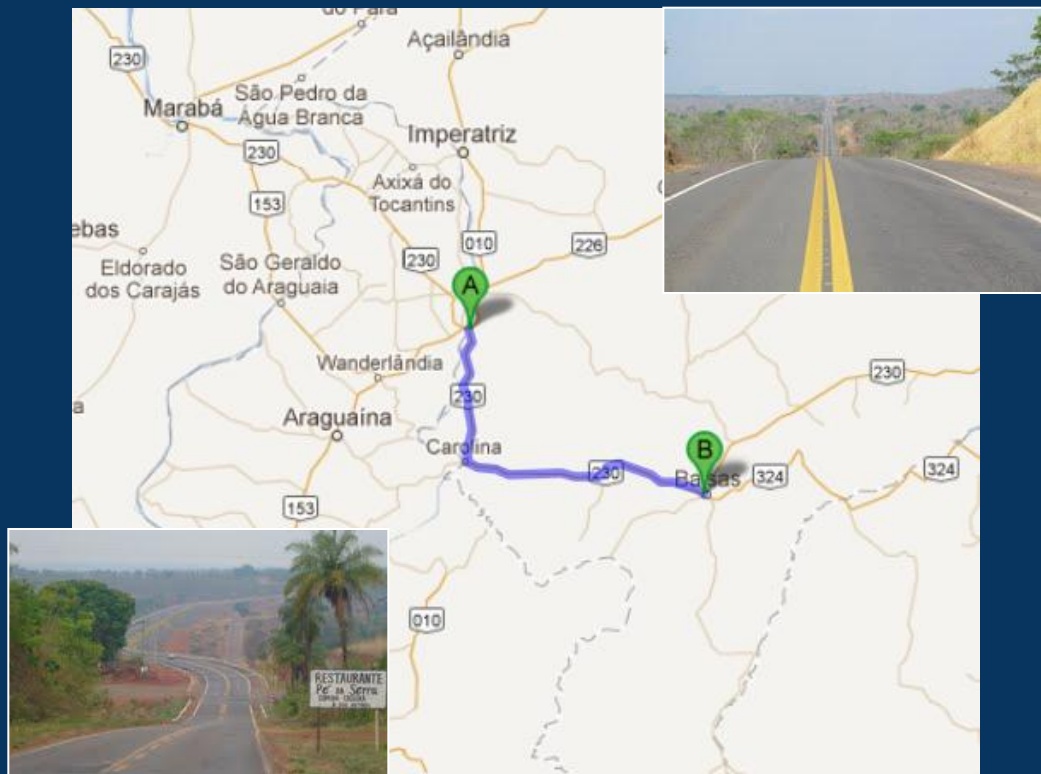 do Pará
Açailândia
230
São Pedro da
Água Branca
Marabá
Imperatriz
230
Axixá do
Tocantins
153
010
226
ebas
São Geraldo
do Araguaia
230
Eldorado
dos Carajás
A
Wanderlândia
230
230
a
Araguaína
Carolina
B
230
Balsas
324
324
153
010
RESTAURANTE
Pé DA Serra